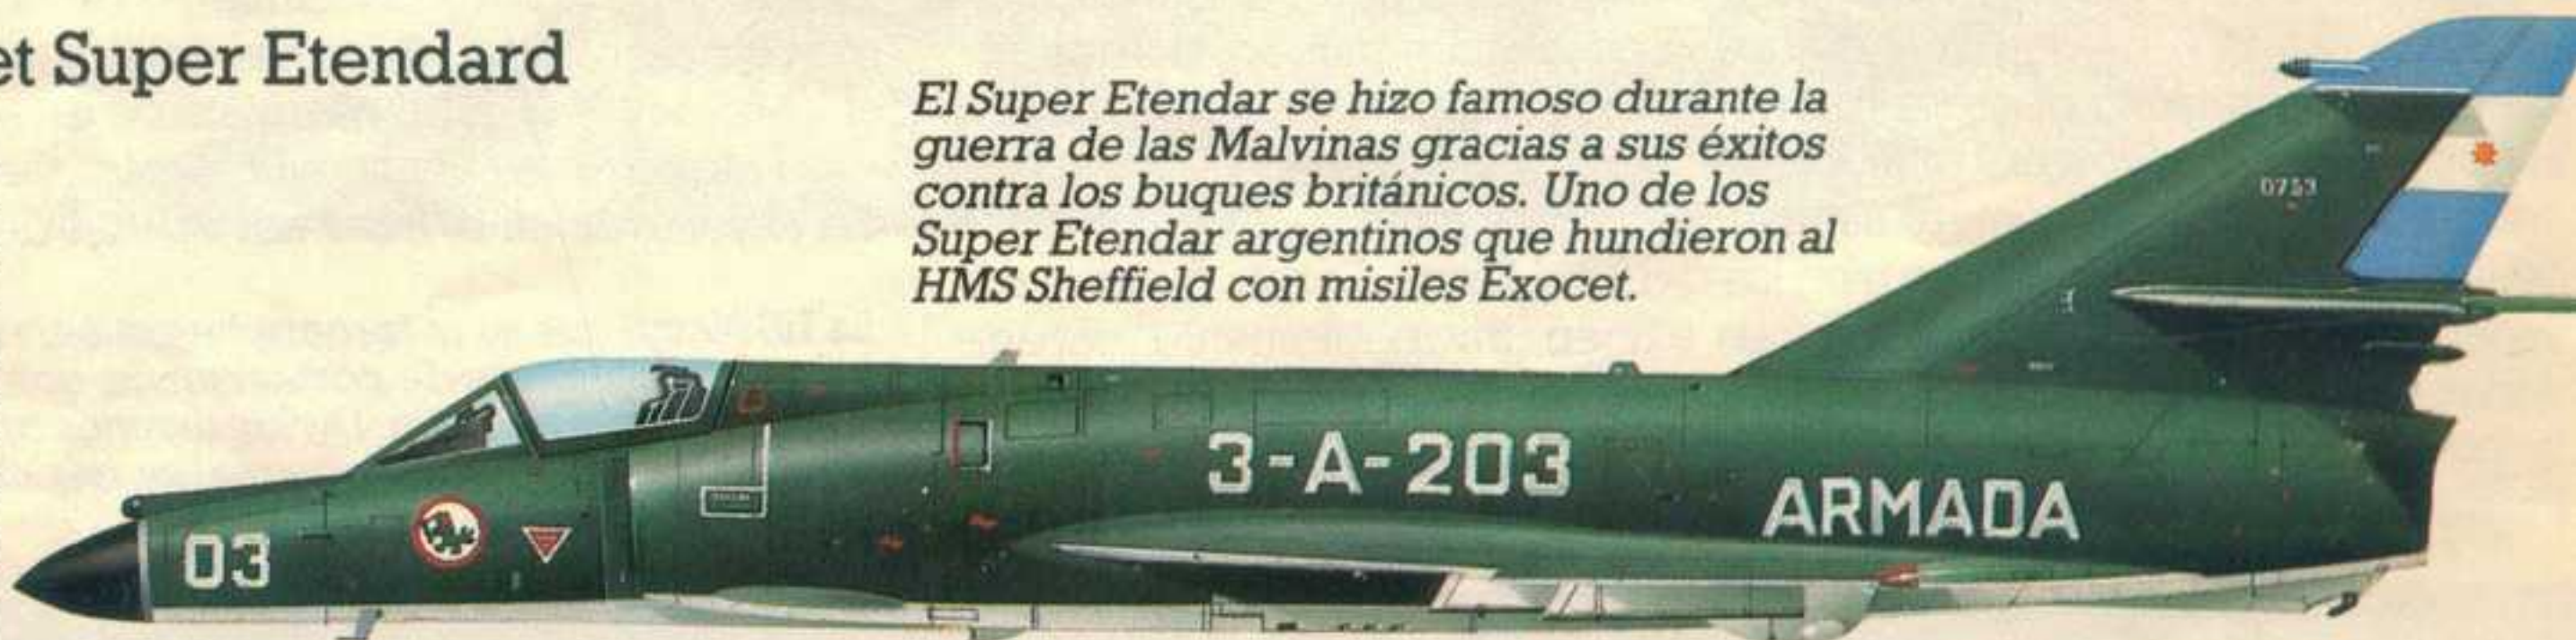 et Super Etendard
El Super Etendar se hizo famoso durante la
guerra de las Malvinas gracias a sus éxitos
contra los buques británicos. Uno de los
Super Etendar argentinos que hundieron al
HMS Sheffield con misiles Exocet.
0753
3-A-203
ARMADA
03